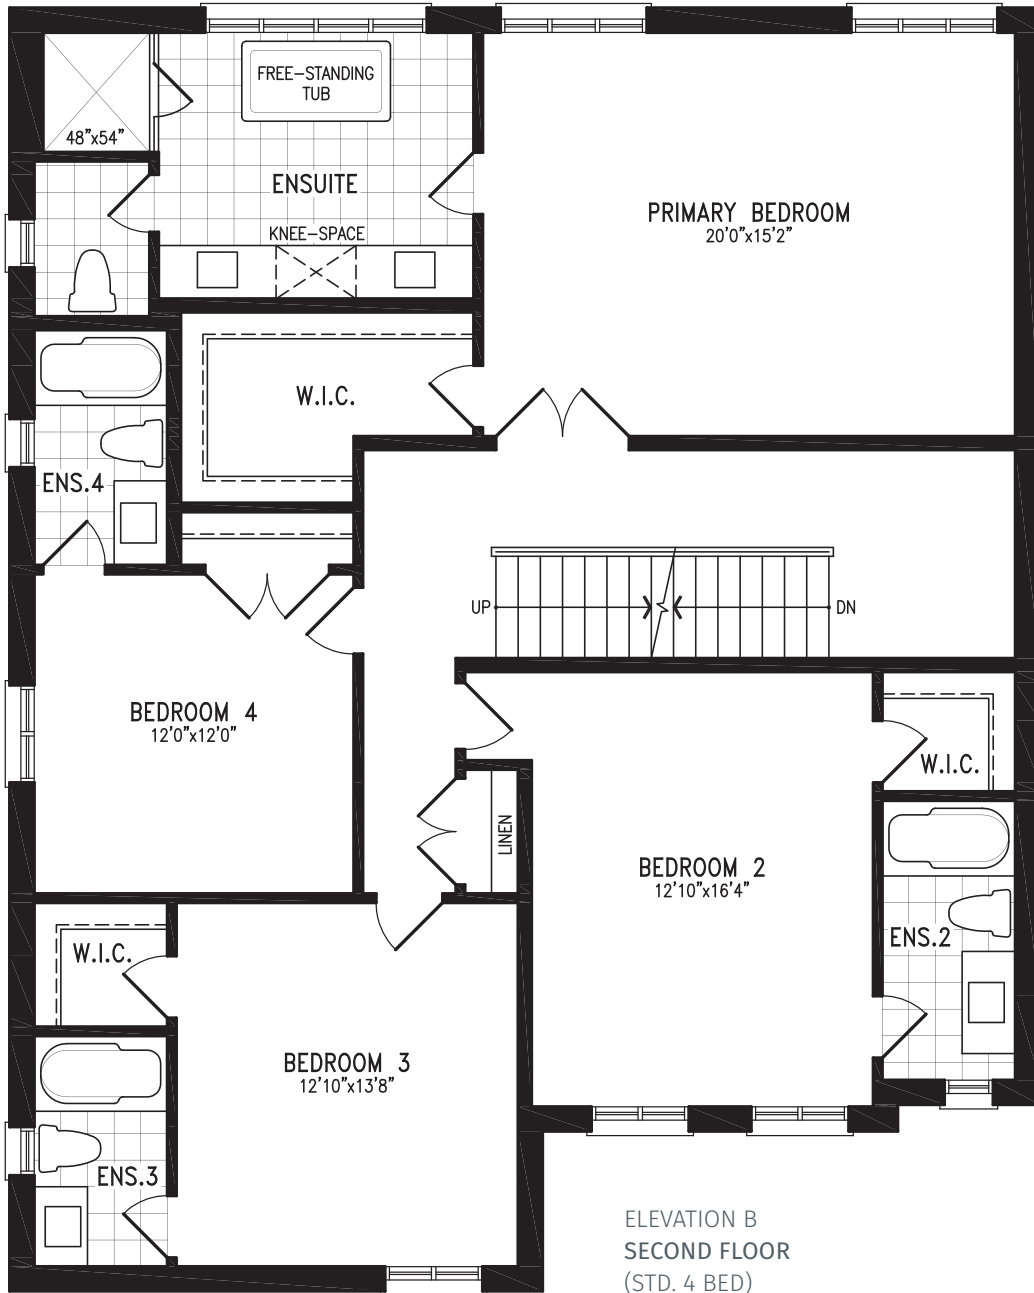 FREE-STANDING
TUB
48"x54"
ENSUITE
KNEE-SPACE
PRIMARY BEDROOM
20'0"x15'2"
W.I.C.
ENS.4
UP
DN
BEDROOM 4
12'0"x12'0"
W.I.C.
LINEN
BEDROOM 2
12'10"x16'4"
ENS.2
W.I.C.
BEDROOM 3
12'10"x13'8"
ENS.3
ELEVATION B
SECOND FLOOR
(STD. 4 BED)